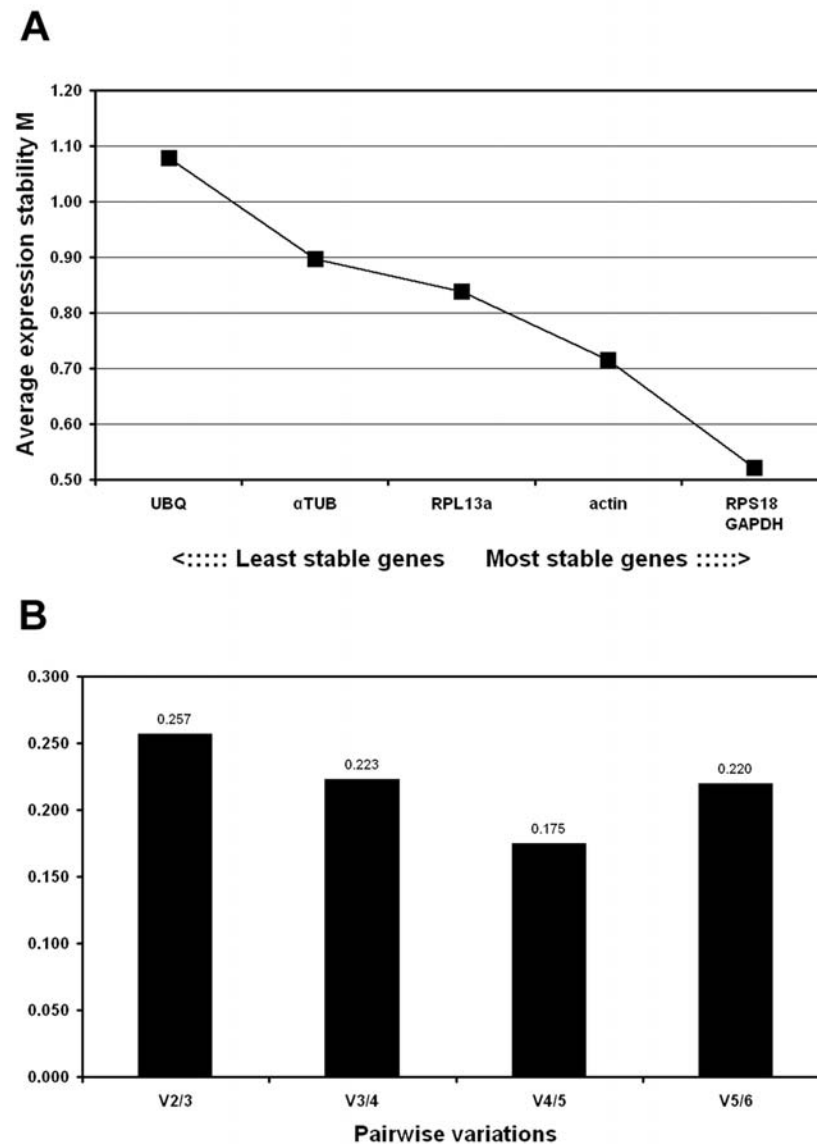 A
Average expression stability M
1.20
1.10
1.00
0.90
0.80
0.70
0.60
0.50
UBQ αTUB RPL13a actin RPS18
GAPDH
<::::: Least stable genes Most stable genes :::::>
B
0.300
0.250
0.200
0.150
0.100
0.050
0.000
0.257
0.223
0.175
0.220
V2/3 V3/4 V4/5 V5/6
Pairwise variations